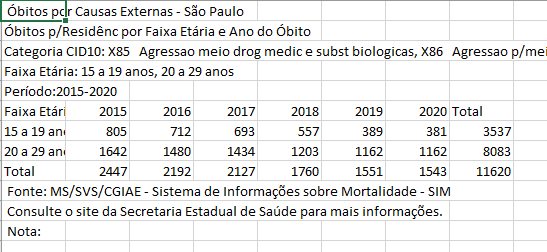 Óbitos por Causas Externas - São Paulo
Óbitos p/Residênc por Faixa Etária e Ano do Óbito
Categoria CID10: X85 Agressao meio drog medic e subst biologicas, X86 Agressao p/mei
Faixa Etária: 15 a 19 anos, 20 a 29 anos
Período:2015-2020
Faixa Etári 2015 2016 2017 2018 2019 2020 Total
15 a 19 ano 805 712 693 557 389 381 3537
20 a 29 ano 1642 1480 1434 1203 1162 1162 8083
Total 2447 2192 2127 1760 1551 1543 11620
Fonte: MS/SVS/CGIAE - Sistema de Informações sobre Mortalidade - SIM
Consulte o site da Secretaria Estadual de Saúde para mais informações.
Nota: